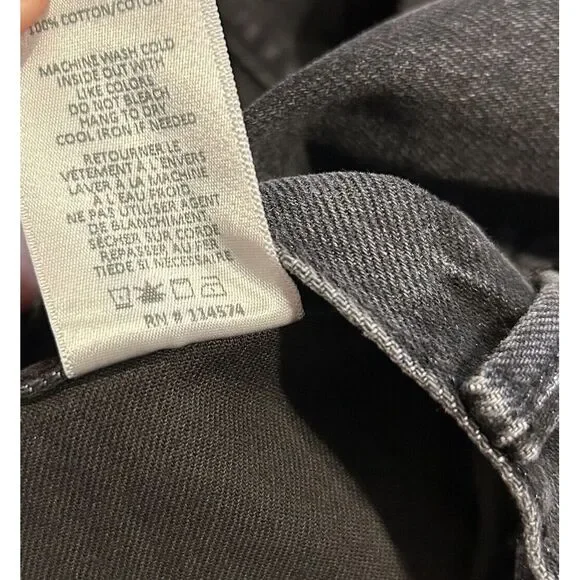 100% COTTON/COTON
MACHINE WASH COLD
INSIDE OUT WITH
LIKE COLORS
DO NOT BLEACH
HANG TO DRY
COOL IRON IF NEEDED
RETOURNER LE
VÊTEMENT À L'ENVERS
LAVER À LA MACHINE
À L'EAU FROID
NE PAS UTILISER AGENT
DE BLANCHIMENT
SÉCHER SUR CORDE
REPASSER AU FER
TIÈDE SI NÉCESSAIRE
RN # 114574